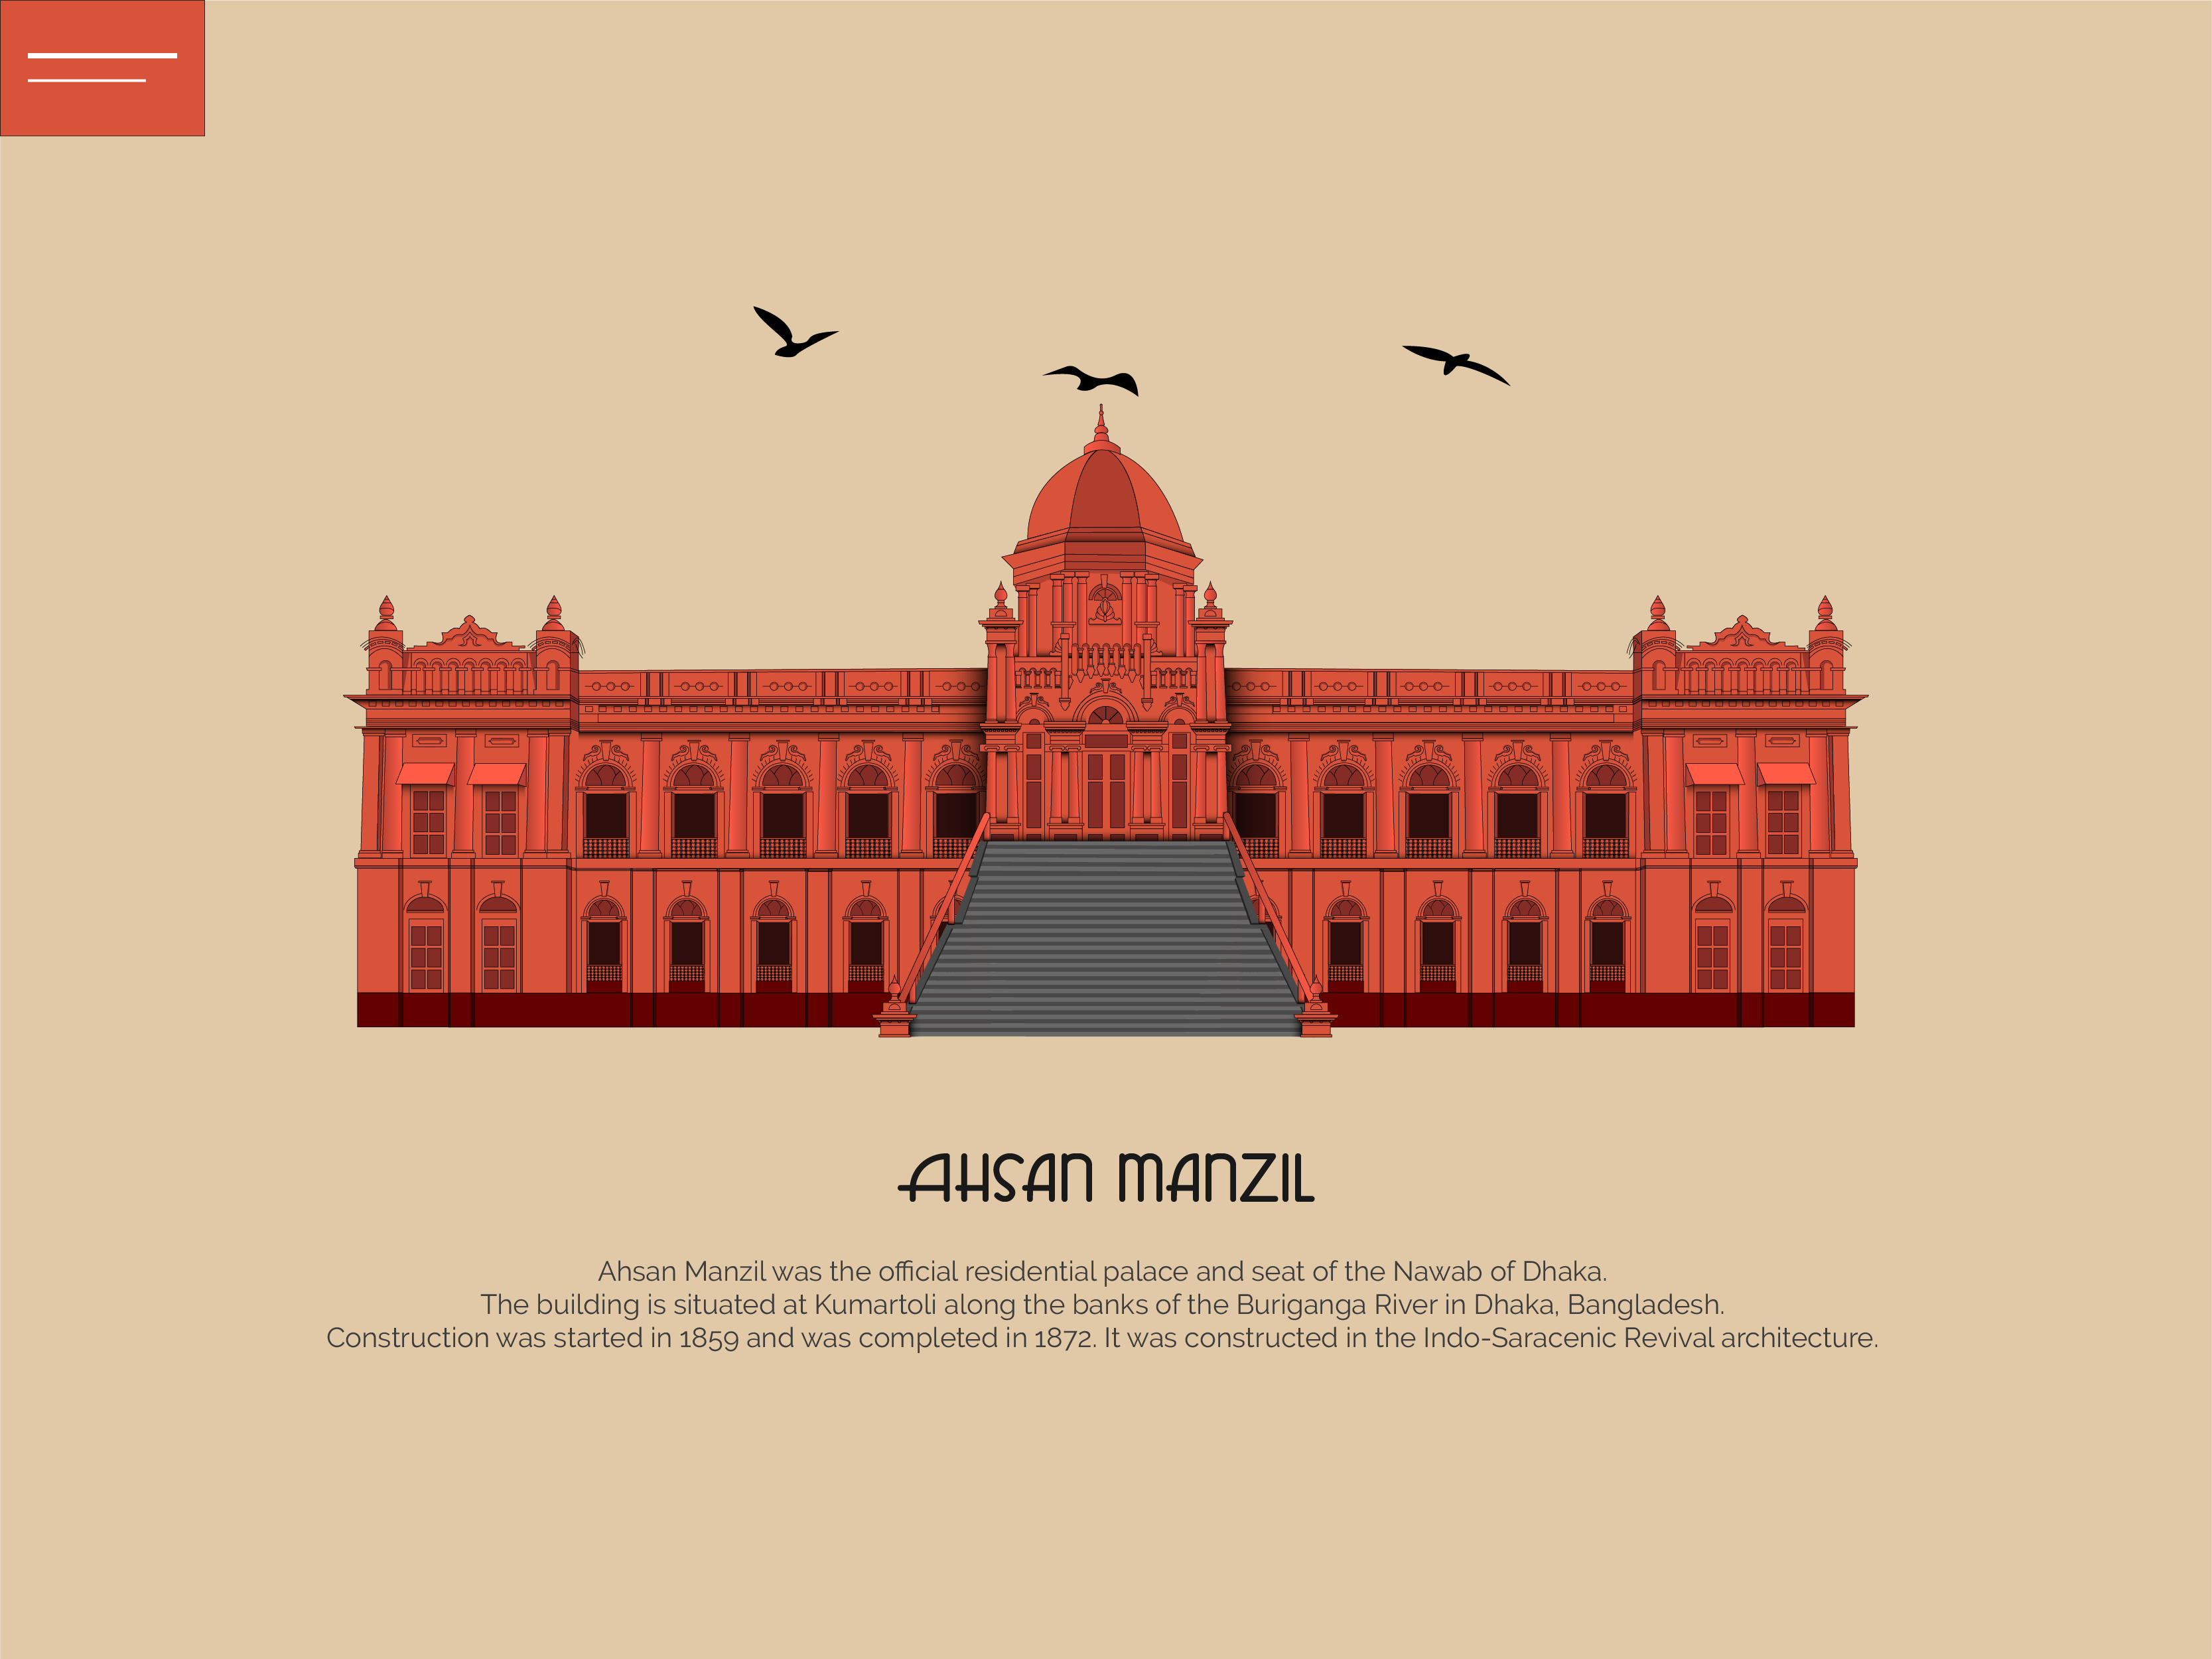 AHSAN MANZIL
Ahsan Manzil was the official residential palace and seat of the Nawab of Dhaka.
The building is situated at Kumartoli along the banks of the Buriganga River in Dhaka, Bangladesh.
Construction was started in 1859 and was completed in 1872. It was constructed in the Indo-Saracenic Revival architecture.